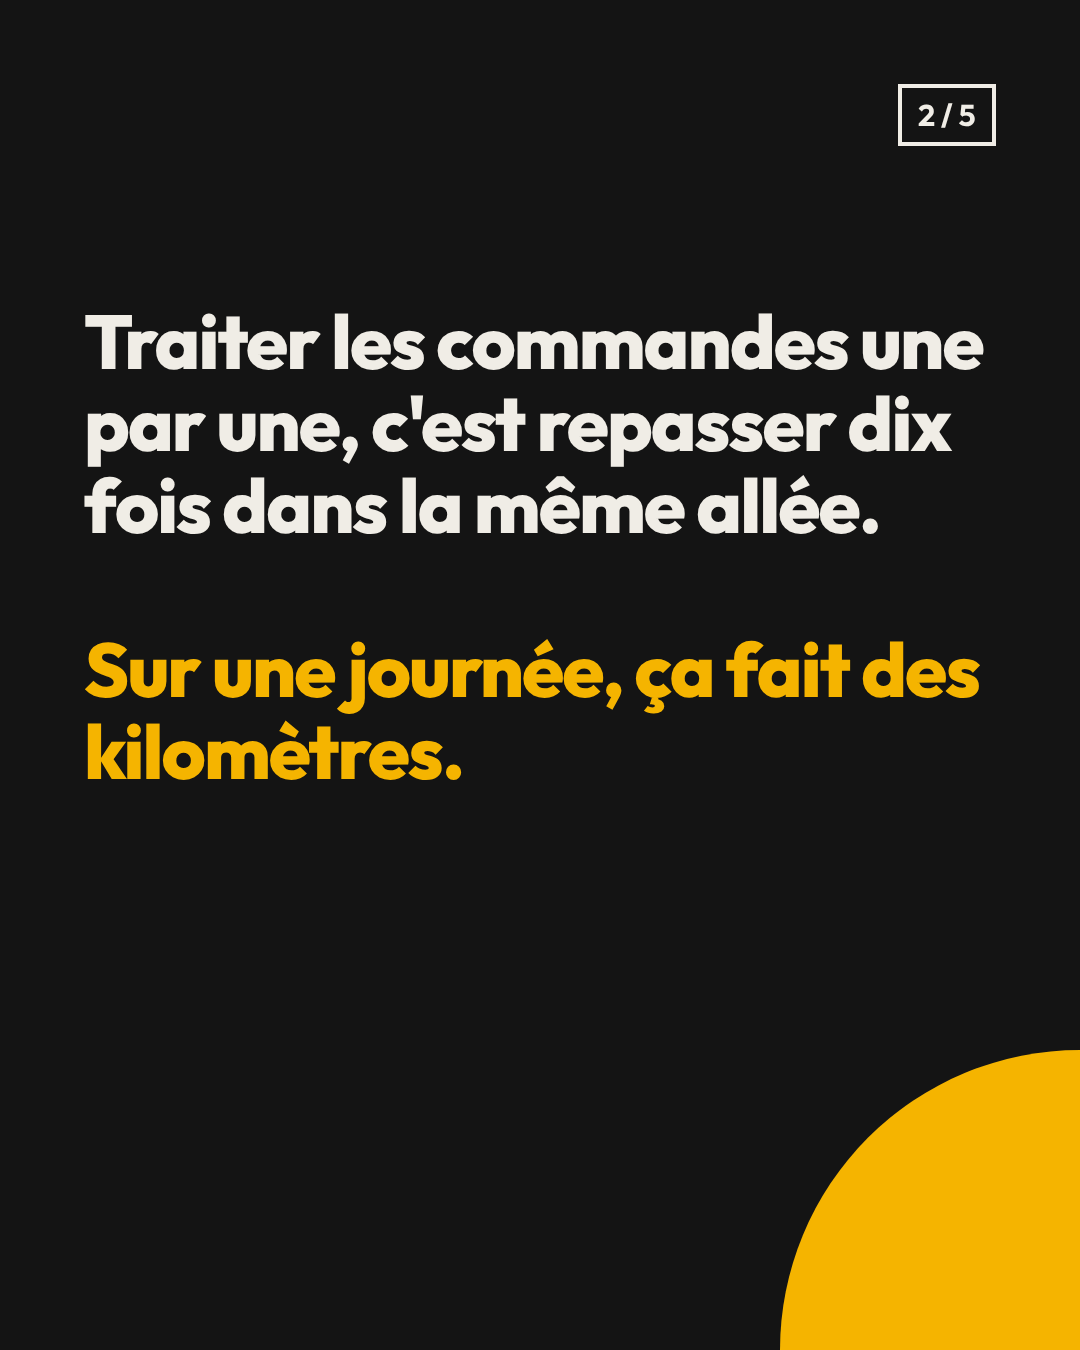 2 / 5
Traiter les commandes une
par une, c'est repasser dix
fois dans la même allée.
Sur une journée, ça fait des
kilomètres.